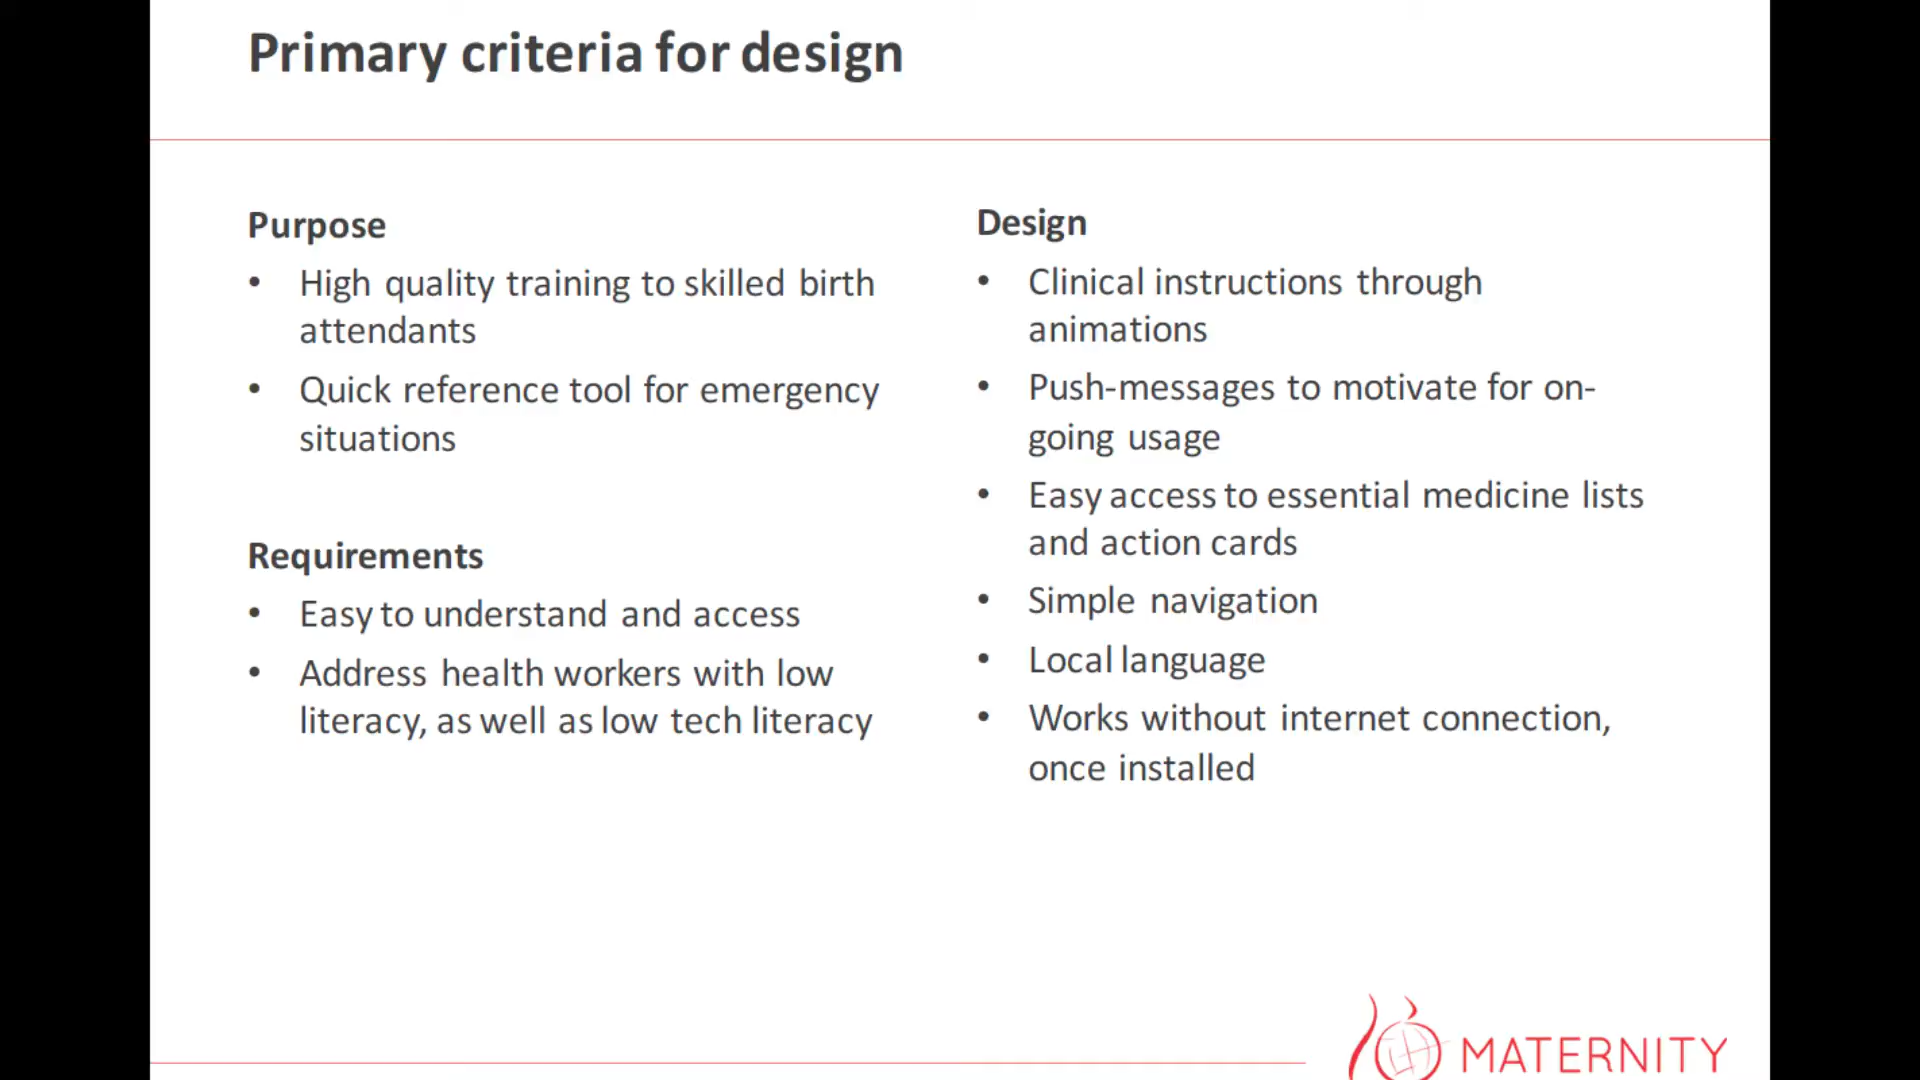 Primary criteria for design
Purpose
• High quality training to skilled birth
attendants
• Quick reference tool for emergency
situations
Requirements
• Easy to understand and access
• Address health workers with low
literacy, as well as low tech literacy
Design
• Clinical instructions through
animations
• Push-messages to motivate for on-
going usage
• Easy access to essential medicine lists
and action cards
• Simple navigation
• Local language
• Works without internet connection,
once installed
MATERNITY